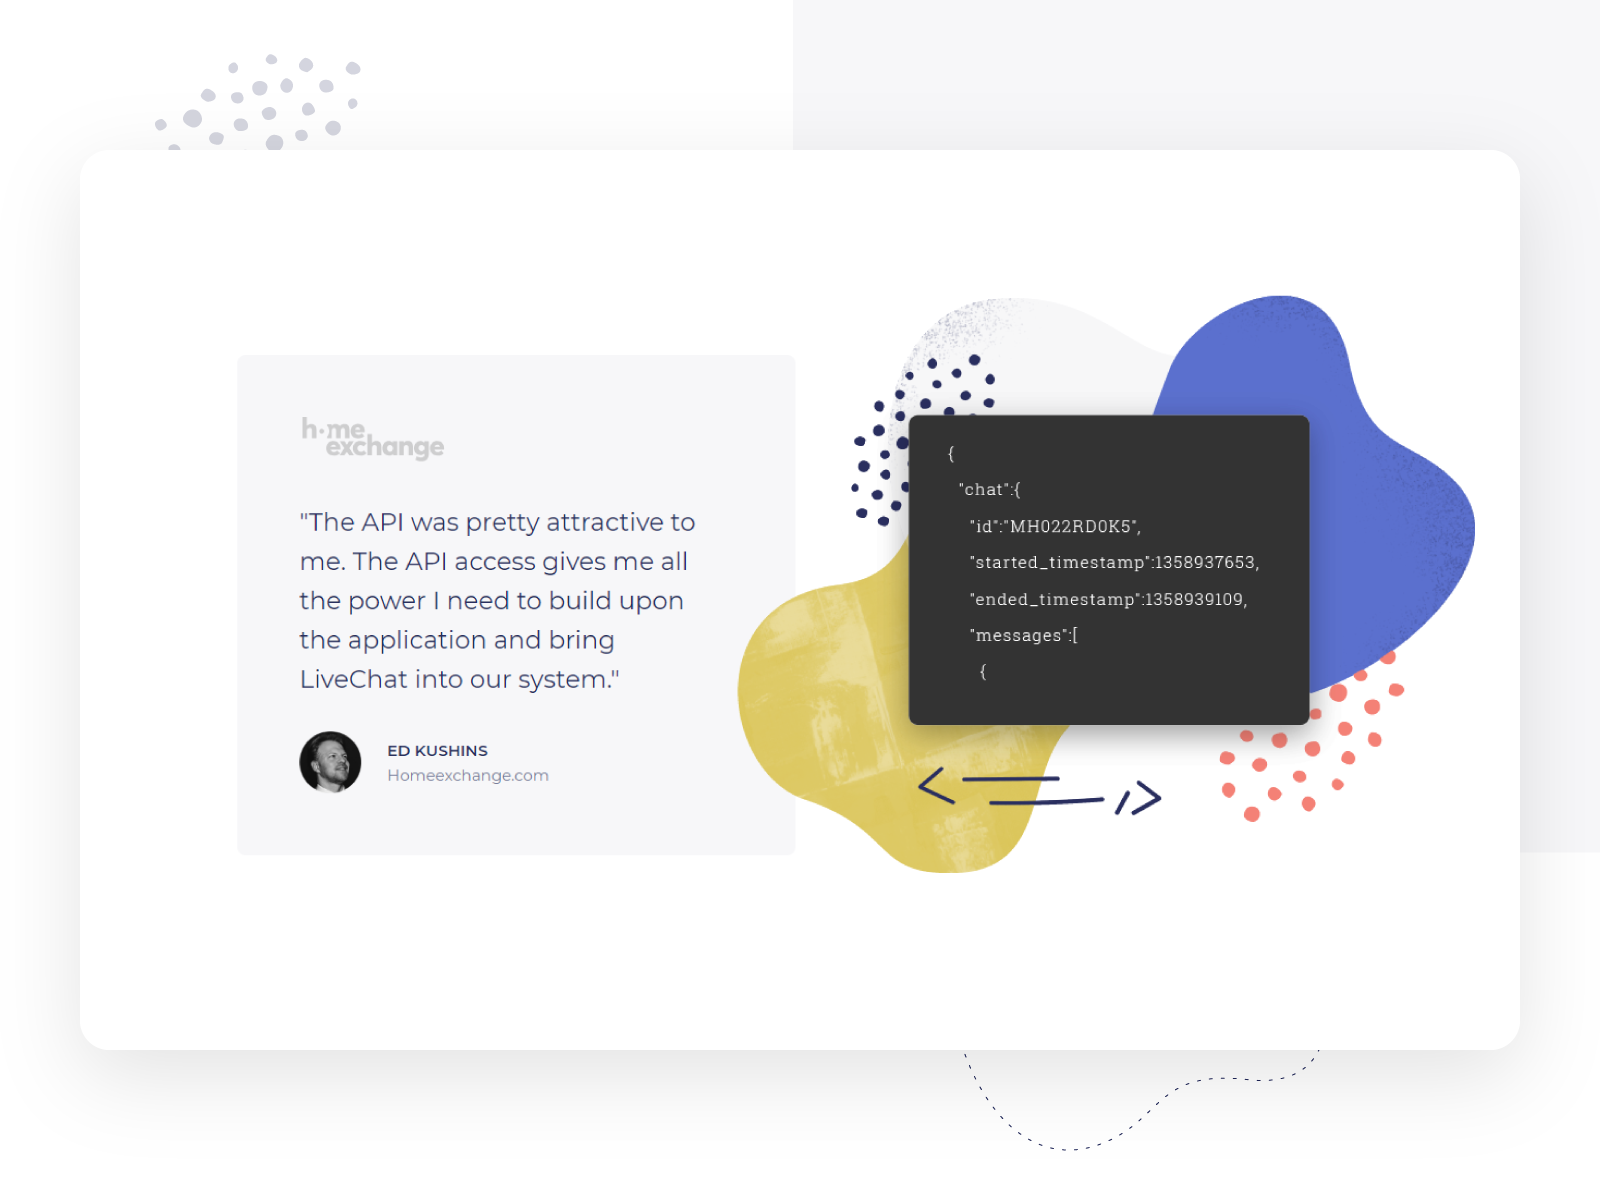 home
exchange
"The API was pretty attractive to
me. The API access gives me all
the power I need to build upon
the application and bring
LiveChat into our system."
ED KUSHINS
Homeexchange.com
{
"chat":{
"id":"MH022RD0K5",
"started_timestamp":1358937653,
"ended_timestamp":1358939109,
"messages":[
{